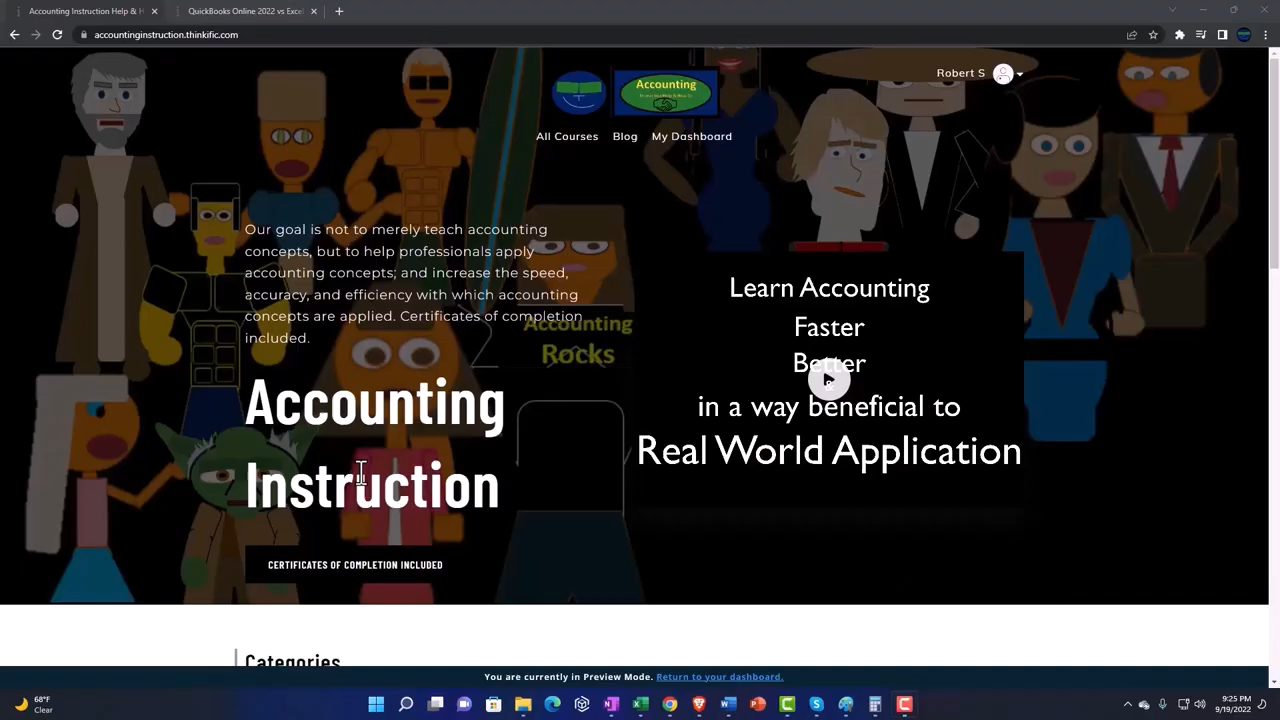 Accounting Instruction Help & H
QuickBooks Online 2022 vs Exce
accountinginstruction.thinkific.com
Robert S
Accounting
All Courses Blog My Dashboard
Our goal is not to merely teach accounting
concepts, but to help professionals apply
accounting concepts; and increase the speed,
accuracy, and efficiency with which accounting
concepts are applied. Certificates of completion
included.
Accounting
Rocks
Accounting
Instruction
CERTIFICATES OF COMPLETION INCLUDED
Learn Accounting
Faster
Better
&
in a way beneficial to
Real World Application
Categories
You are currently in Preview Mode. Return to your dashboard.
68°F
Clear
9:25 PM
9/19/2022